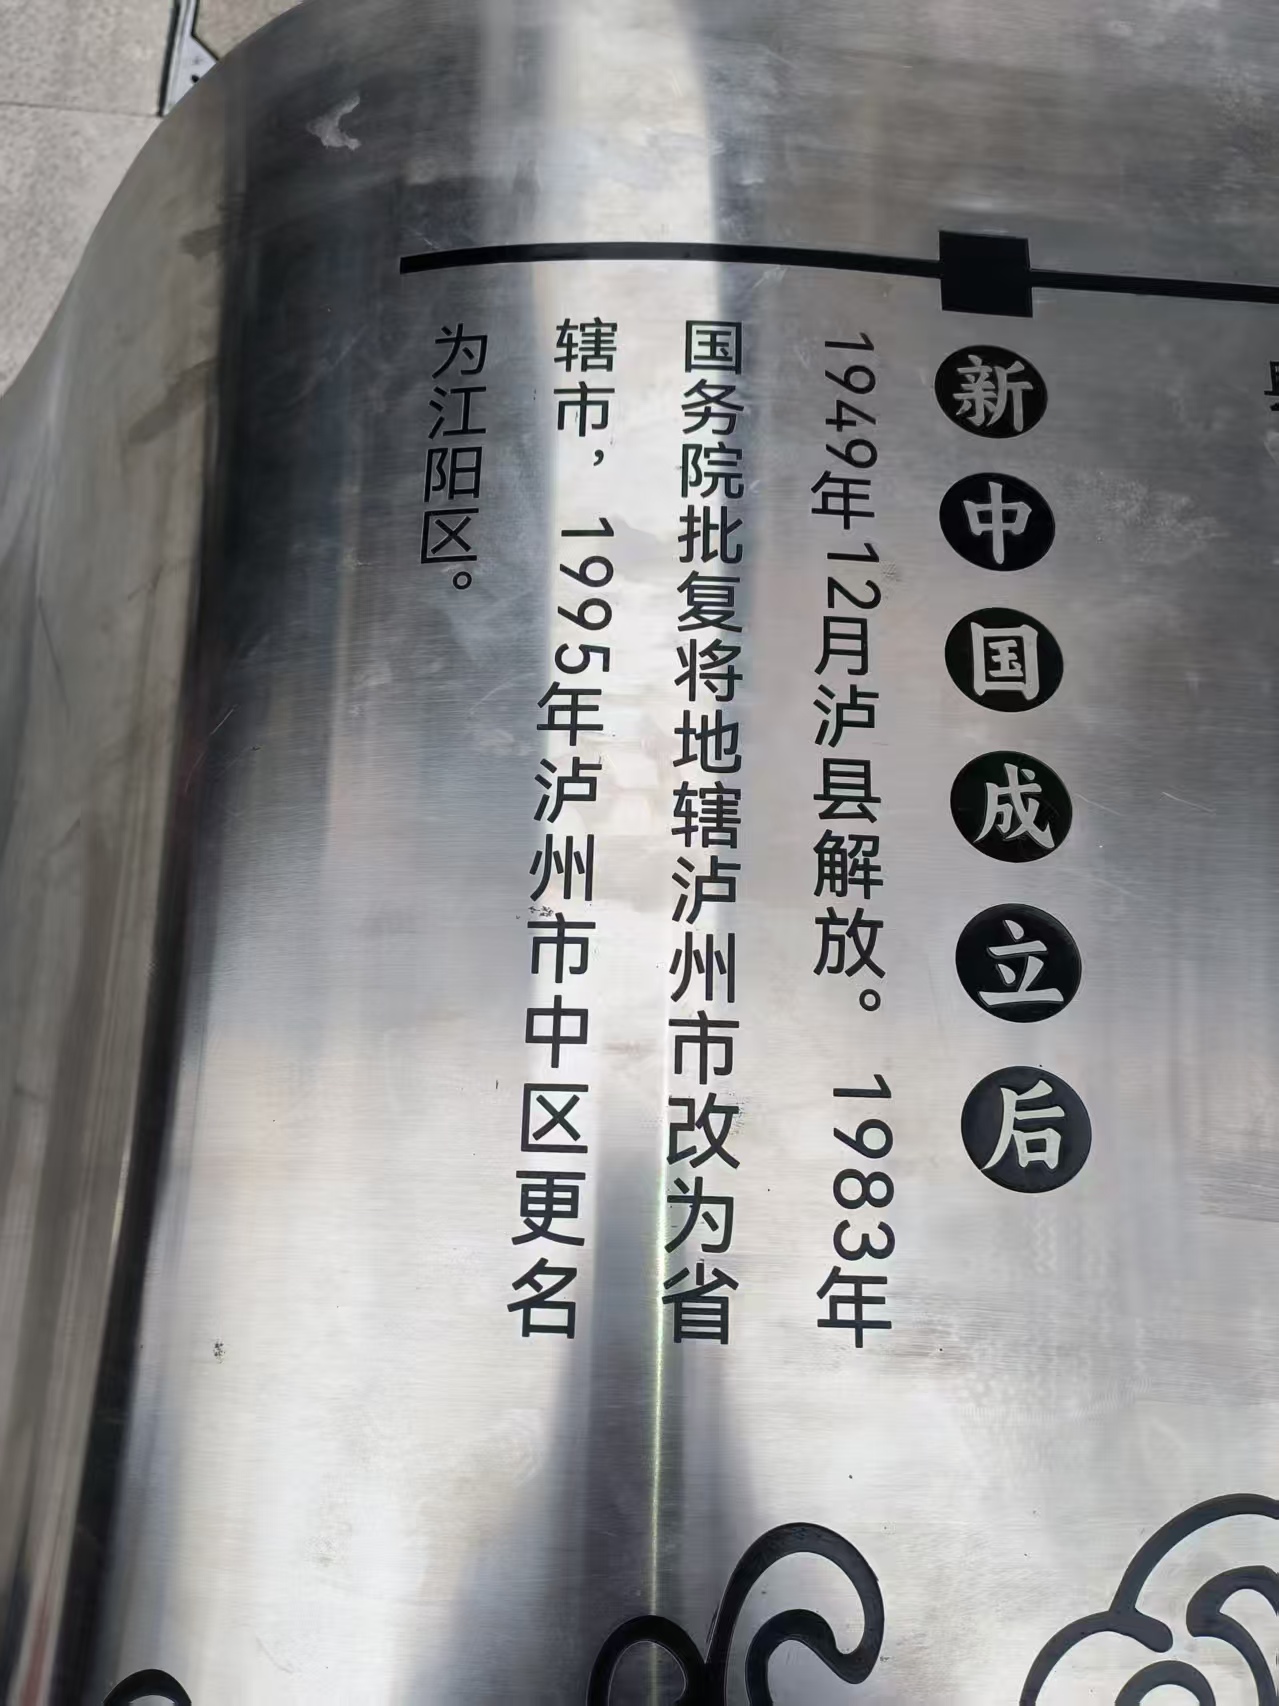 新中国成立后
1949年12月泸县解放。1983年
国务院批复将地辖泸州市改为省
辖市，1995年泸州市中区更名
为江阳区。